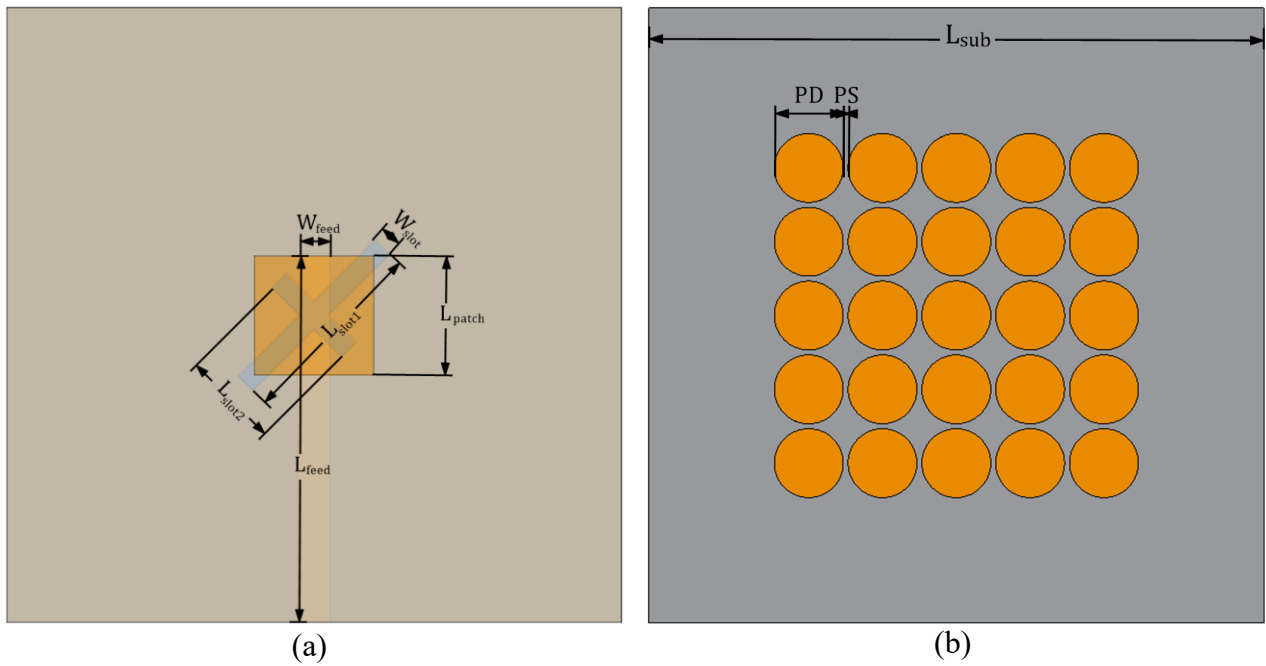 W_feed
W_slot
L_slot1
L_patch
L_slot2
L_feed
(a)
L_sub
PD PS
(b)